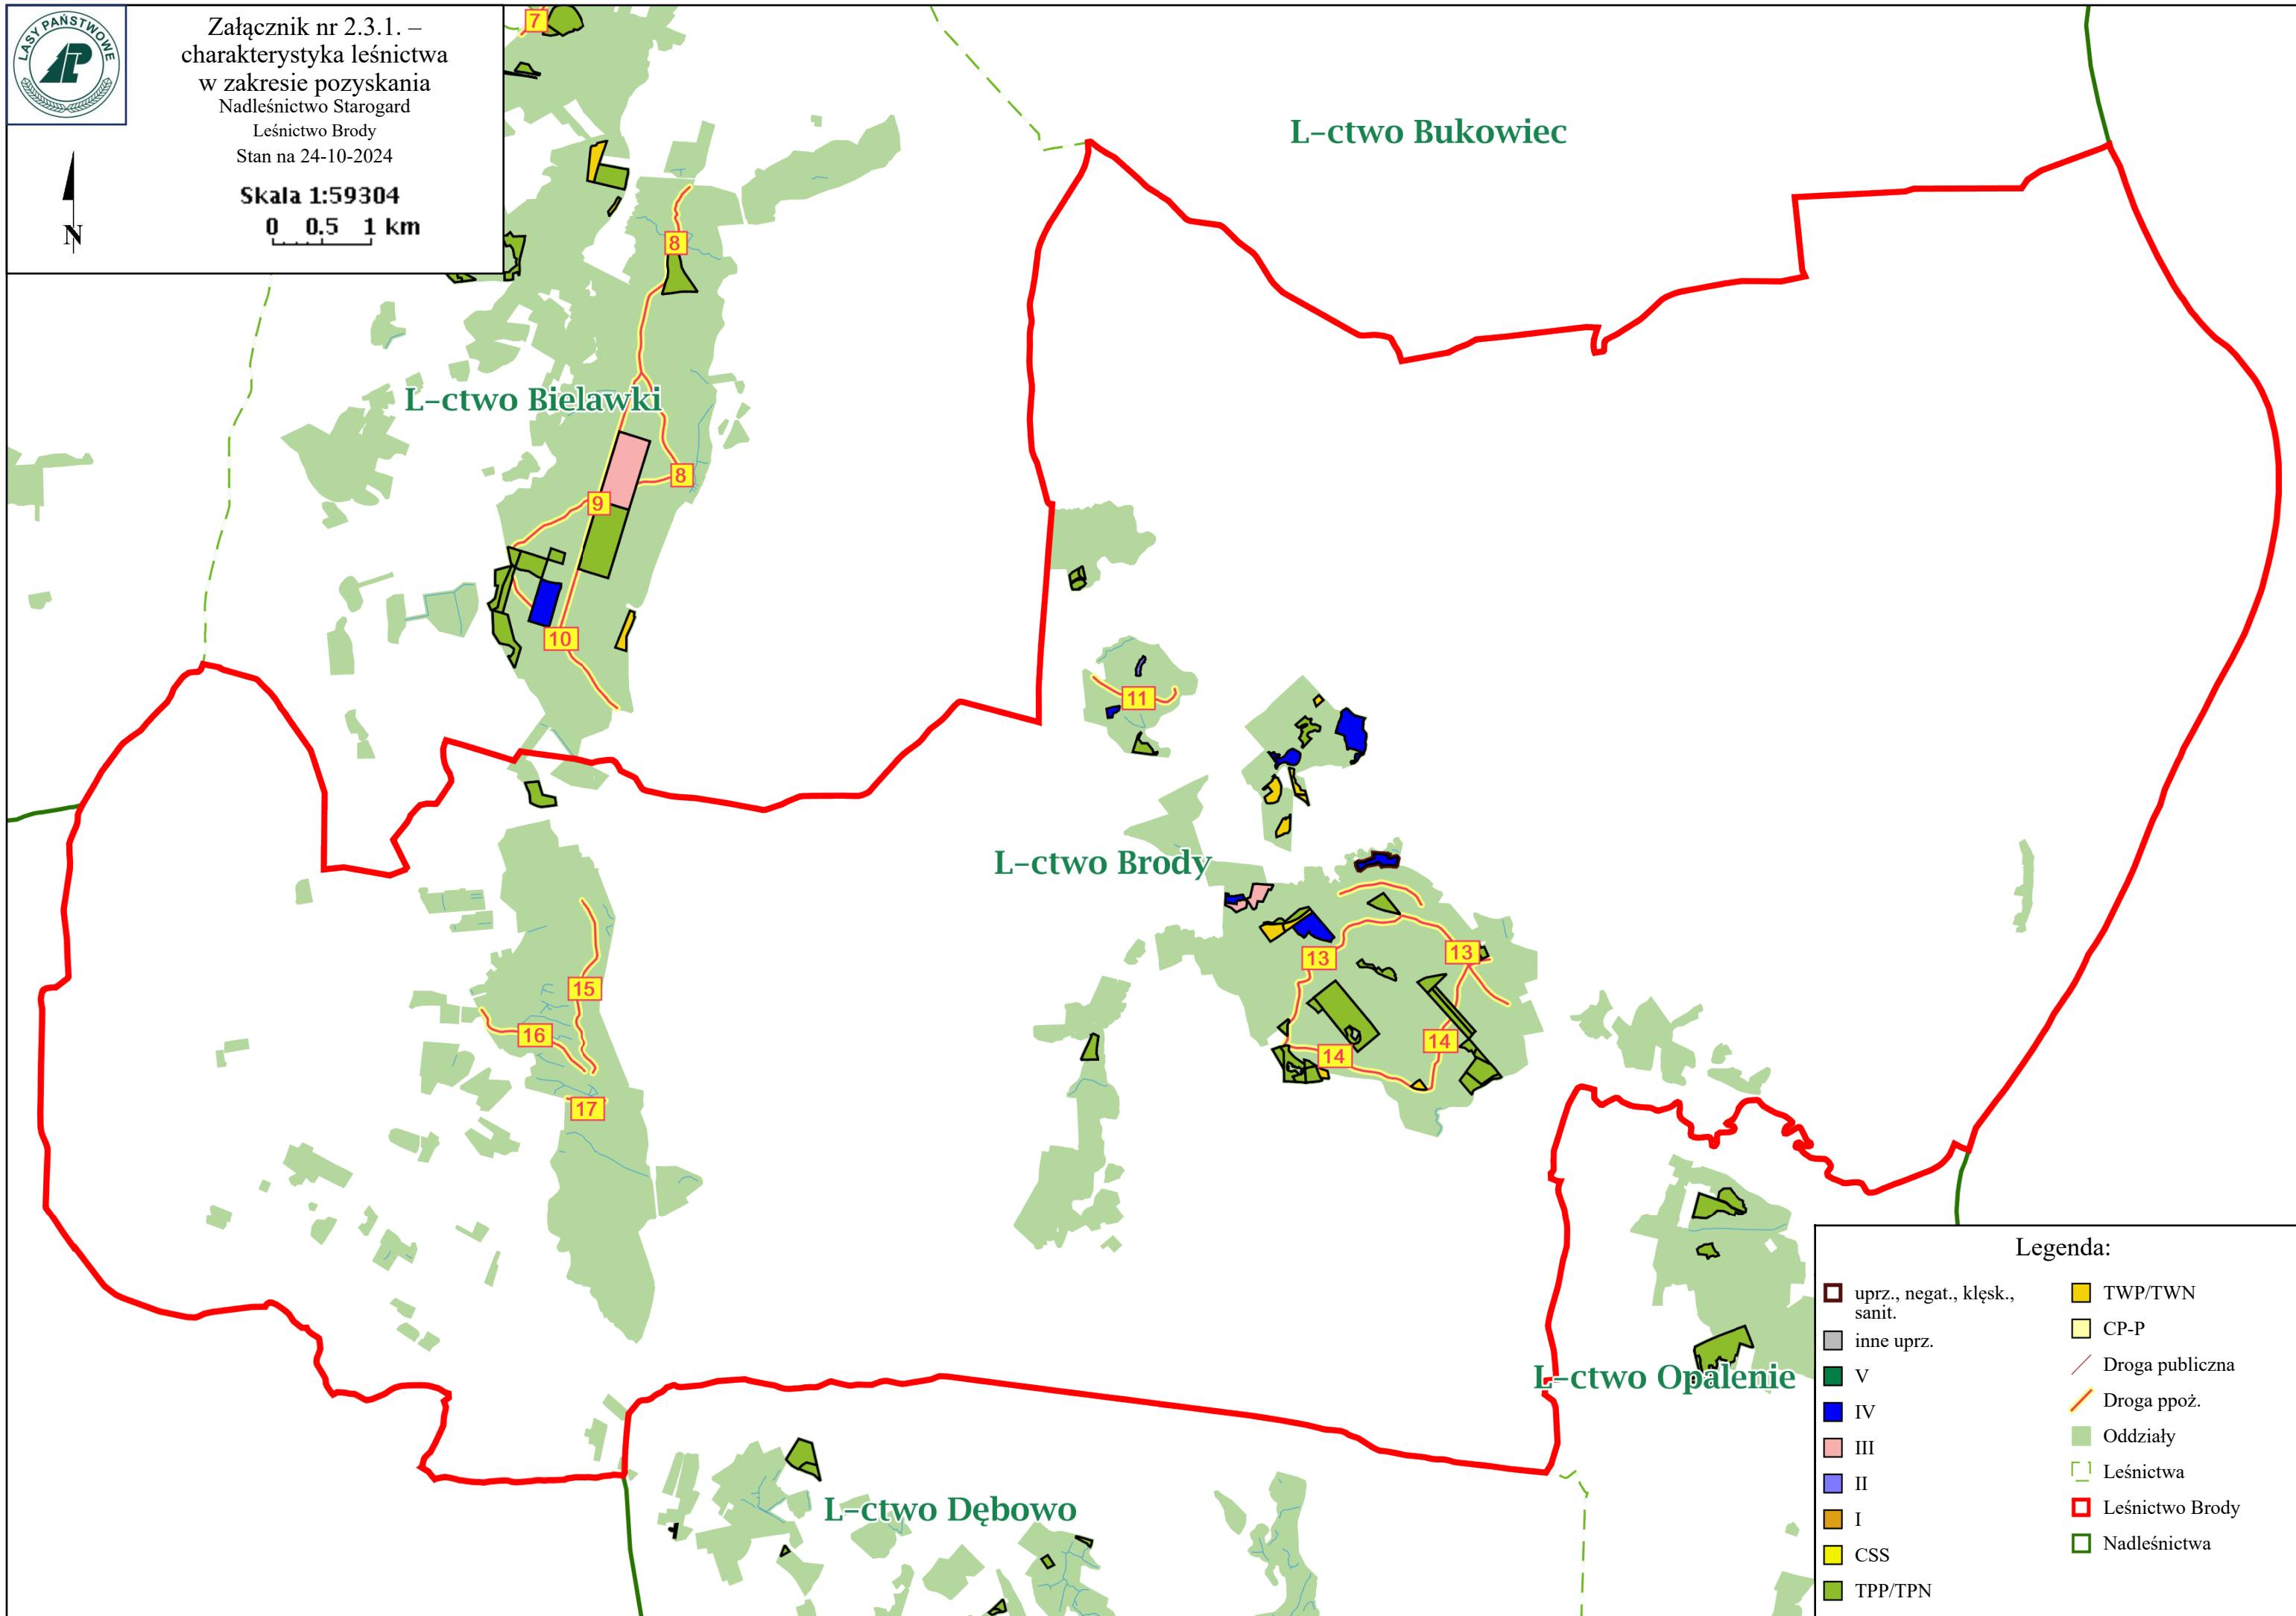 LASY PAŃSTWOWE
Załącznik nr 2.3.1. –
charakterystyka leśnictwa
w zakresie pozyskania
Nadleśnictwo Starogard
Leśnictwo Brody
Stan na 24-10-2024
N
Skala 1:59304
0 0.5 1 km
7
L-ctwo Bukowiec
8
L-ctwo Bielawki
8
9
10
11
L-ctwo Brody
13
13
15
16
14
14
17
L-ctwo Opalenie
L-ctwo Dębowo
Legenda:
uprz., negat., klęsk.,
sanit.
inne uprz.
V
IV
III
II
I
CSS
TPP/TPN
TWP/TWN
CP-P
Droga publiczna
Droga ppoż.
Oddziały
Leśnictwa
Leśnictwo Brody
Nadleśnictwa